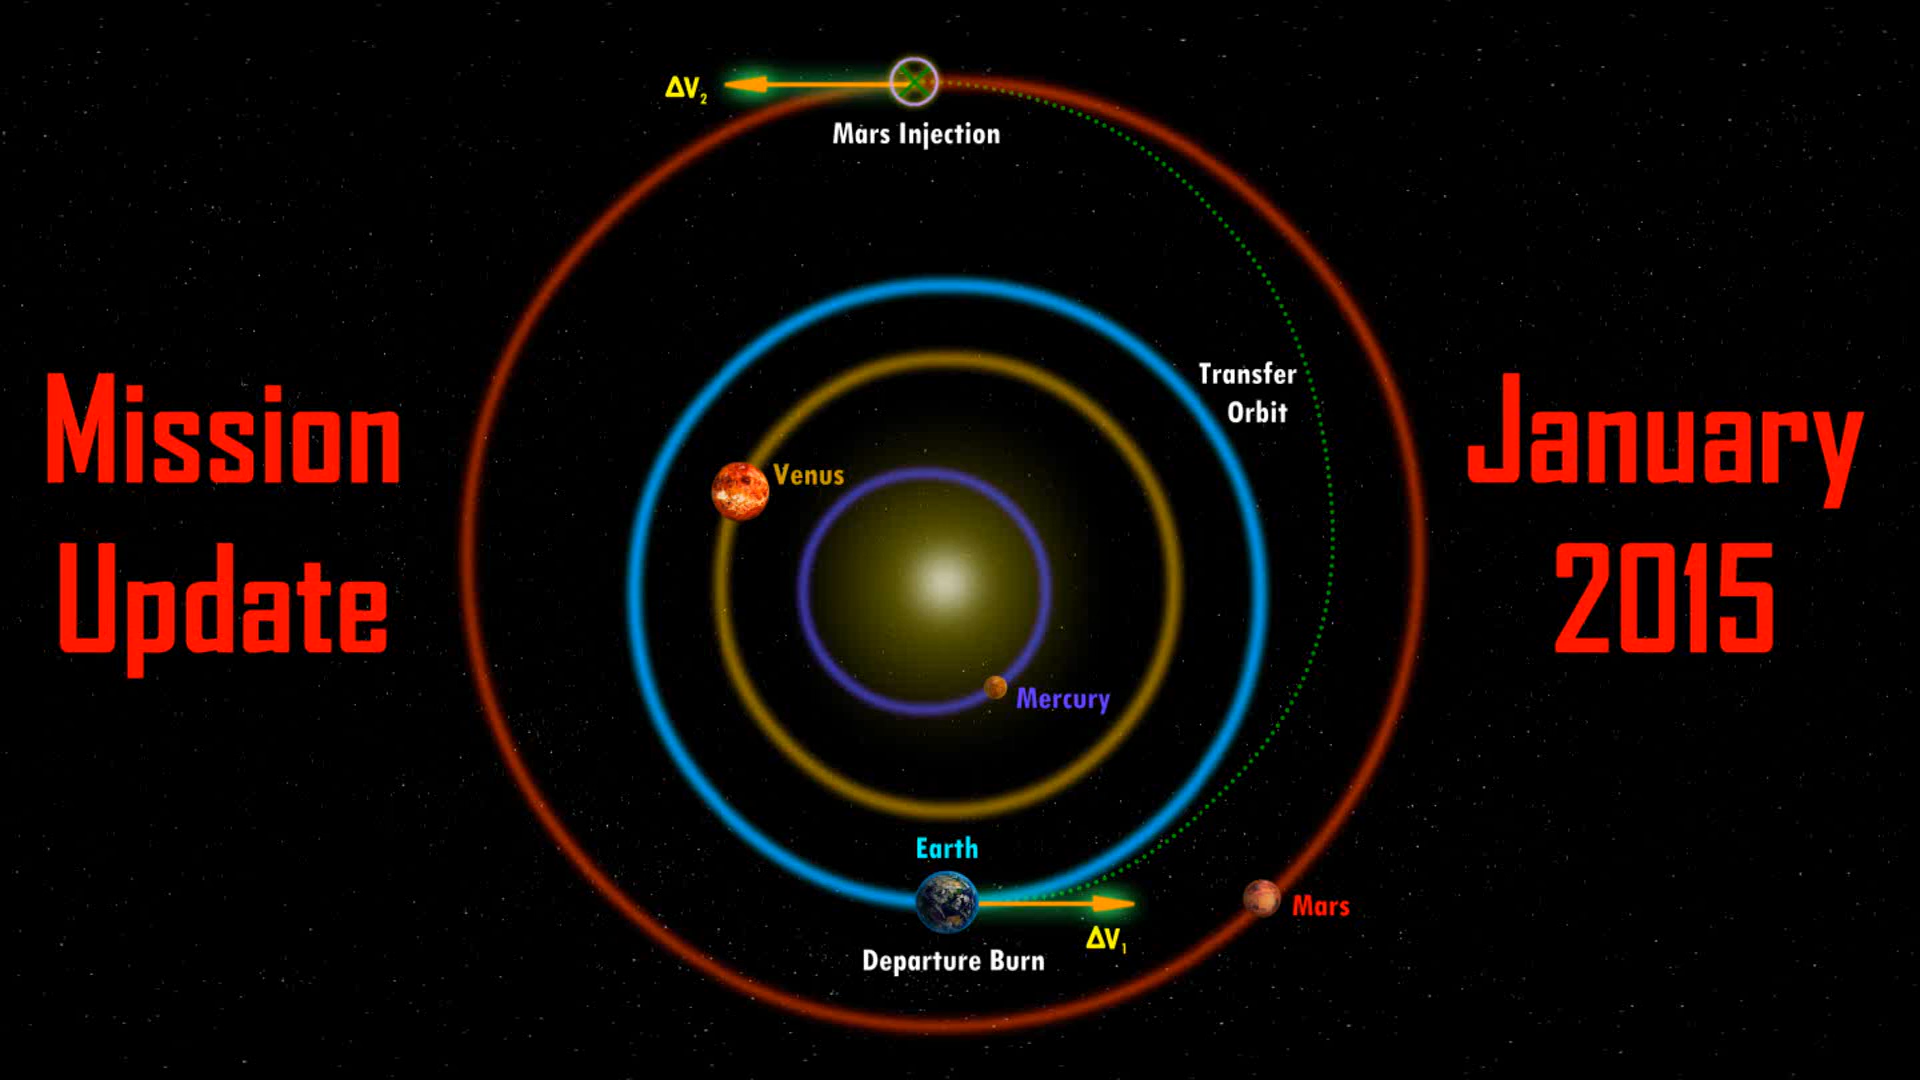 ΔV₂
Mars Injection
Transfer
Orbit
Mission
Update
January
2015
Venus
Mercury
Earth
Mars
ΔV₁
Departure Burn